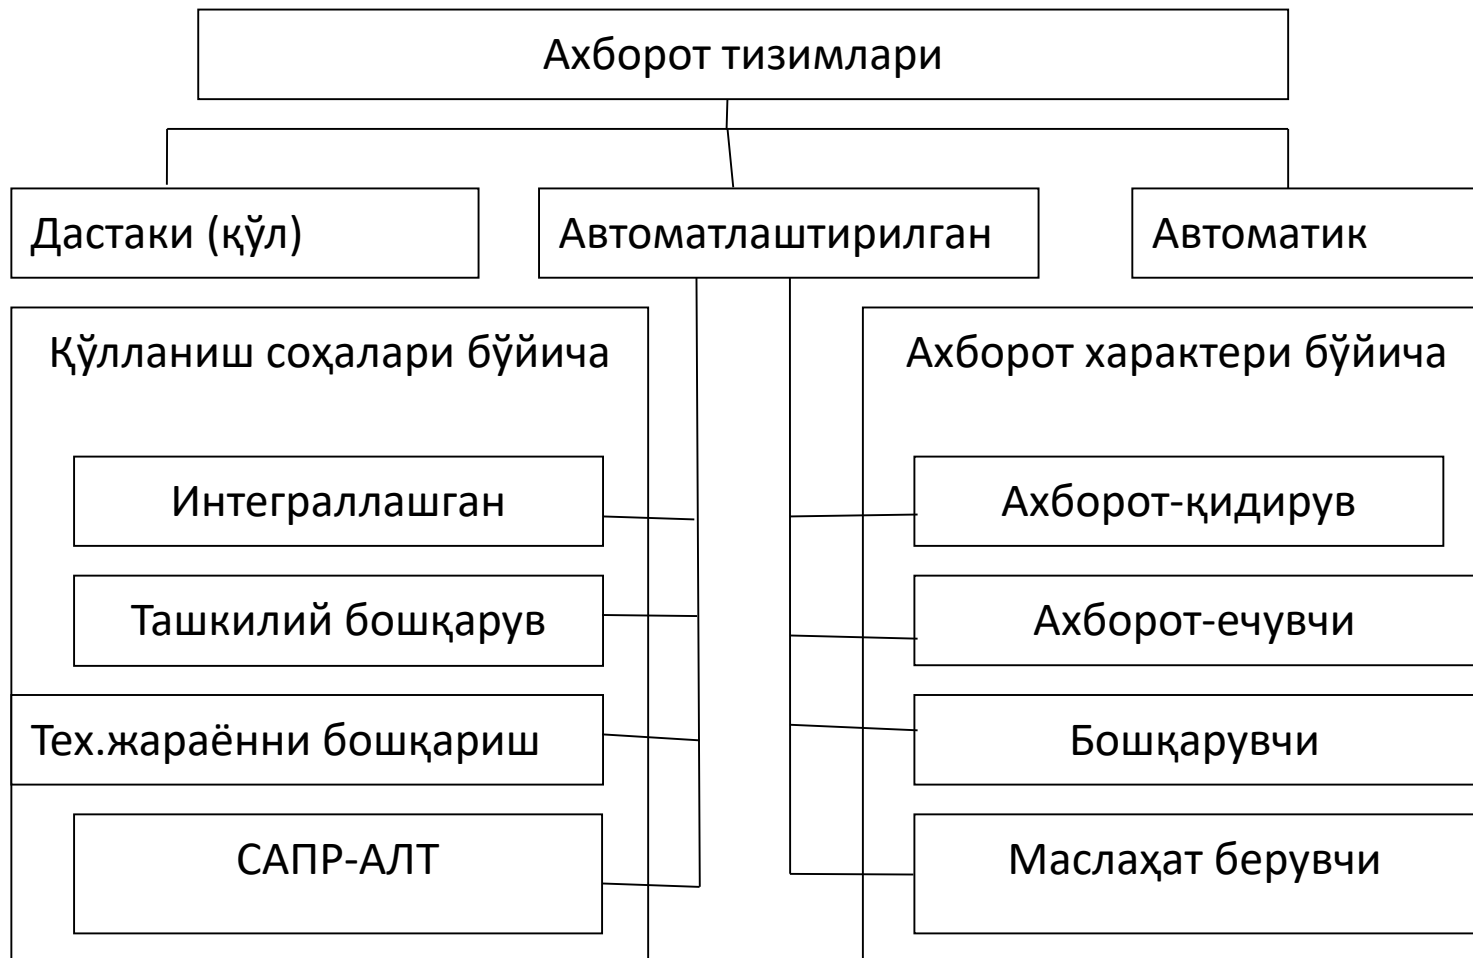 Ахборот тизимлари
Дастаки (қўл)
Автоматлаштирилган
Автоматик
Қўлланиш соҳалари бўйича
Интеграллашган
Ташкилий бошқарув
Тех.жараённи бошқариш
САПР-АЛТ
Ахборот характери бўйича
Ахборот-қидирув
Ахборот-ечувчи
Бошқарувчи
Маслаҳат берувчи